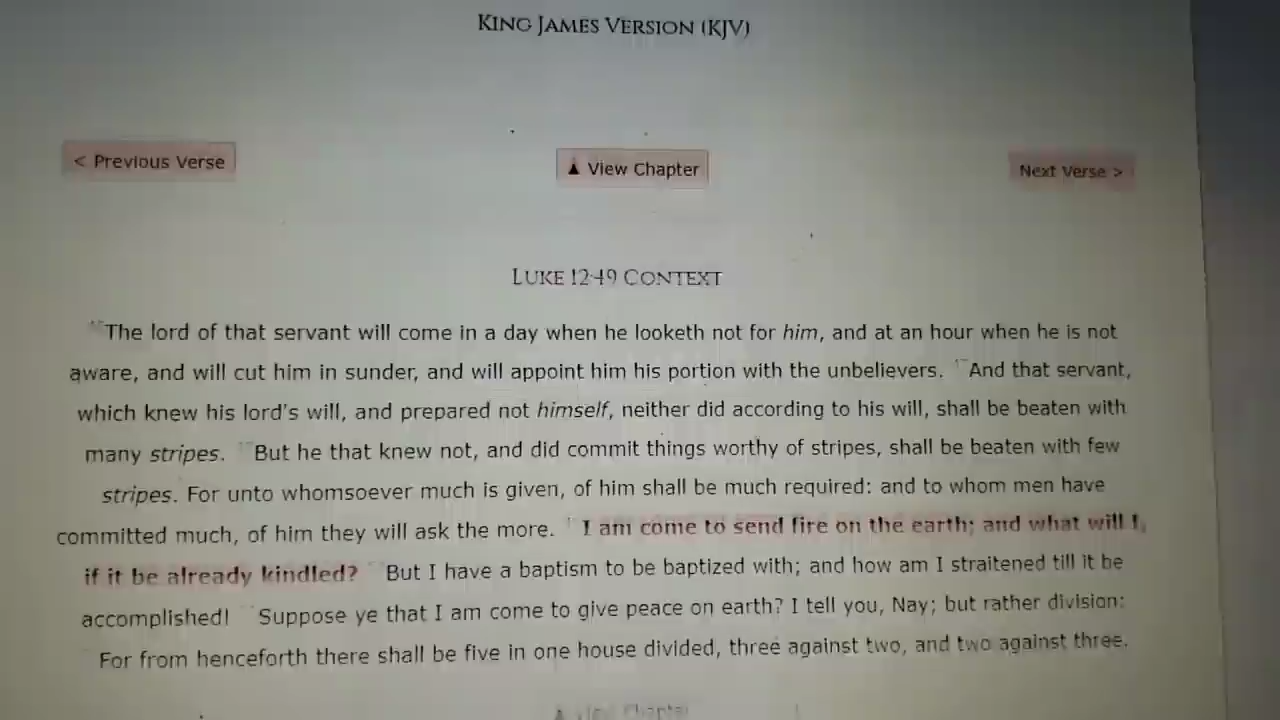 King James Version (KJV)
< Previous Verse
▲ View Chapter
Next Verse >
Luke 12:49 Context
The lord of that servant will come in a day when he looketh not for him, and at an hour when he is not
aware, and will cut him in sunder, and will appoint him his portion with the unbelievers. And that servant,
which knew his lord's will, and prepared not himself, neither did according to his will, shall be beaten with
many stripes. But he that knew not, and did commit things worthy of stripes, shall be beaten with few
stripes. For unto whomsoever much is given, of him shall be much required: and to whom men have
committed much, of him they will ask the more. I am come to send fire on the earth; and what will I,
if it be already kindled? But I have a baptism to be baptized with; and how am I straitened till it be
accomplished! Suppose ye that I am come to give peace on earth? I tell you, Nay; but rather division:
For from henceforth there shall be five in one house divided, three against two, and two against three.
▲ View Chapter